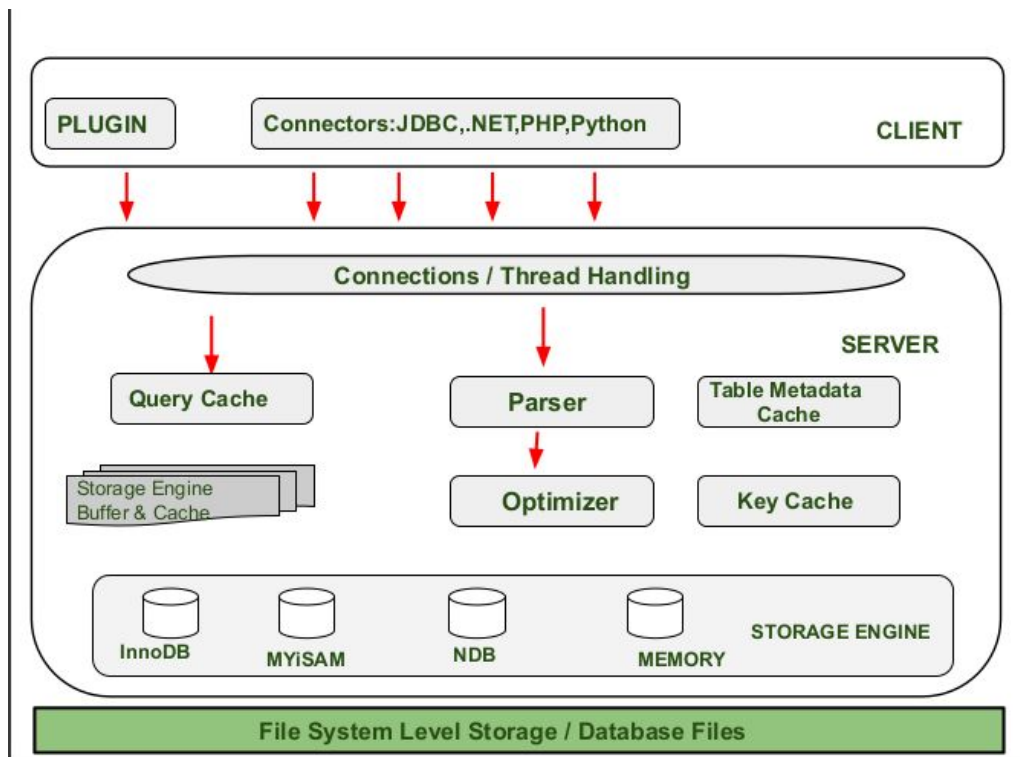 PLUGIN
Connectors:JDBC,.NET,PHP,Python
CLIENT
Connections / Thread Handling
SERVER
Query Cache
Parser
Table Metadata
Cache
Storage Engine
Buffer & Cache
Optimizer
Key Cache
InnoDB
MYiSAM
NDB
MEMORY
STORAGE ENGINE
File System Level Storage / Database Files